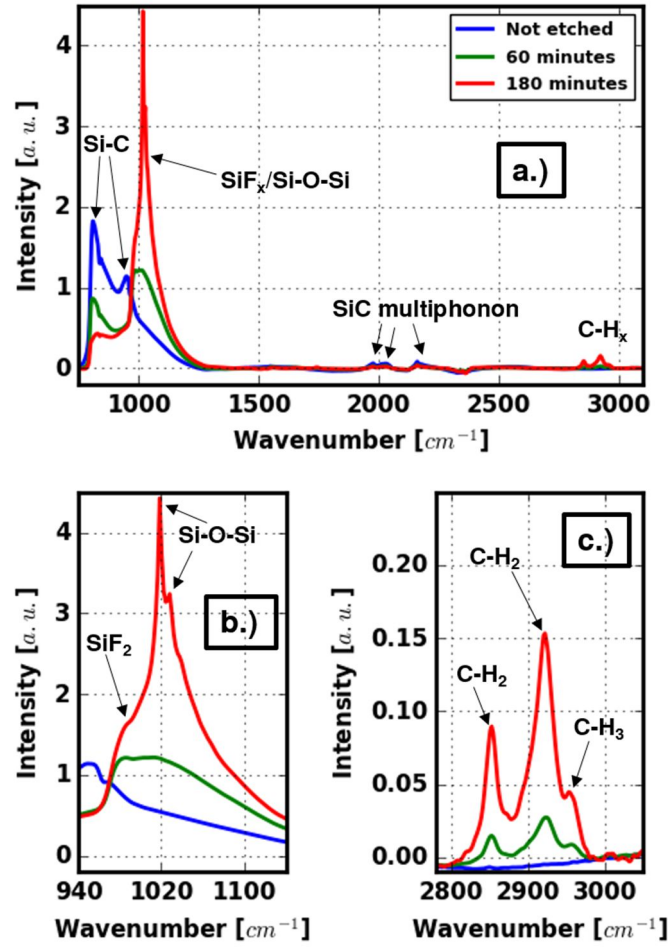 Not etched
60 minutes
180 minutes
Si-C
SiFx/Si-O-Si
a.)
SiC multiphonon
C-Hx
Intensity [a. u.]
4
3
2
1
0
1000 1500 2000 2500 3000
Wavenumber [cm⁻¹]
Si-O-Si
b.)
SiF2
Intensity [a. u.]
4
3
2
1
0
940 1020 1100
Wavenumber [cm⁻¹]
c.)
C-H2
C-H2
C-H3
Intensity [a. u.]
0.20
0.15
0.10
0.05
0.00
2800 2900 3000
Wavenumber [cm⁻¹]